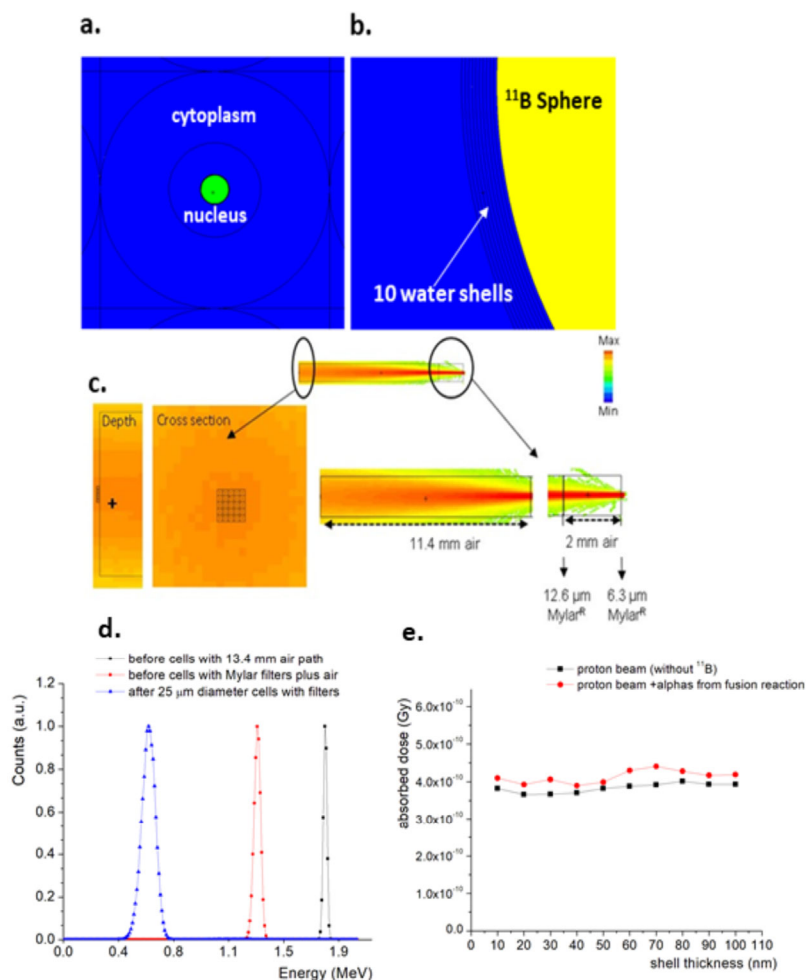 a.
b.
cytoplasm
nucleus
¹¹B Sphere
10 water shells
Max
Min
c.
Depth
Cross section
11.4 mm air
2 mm air
12.6 µm
Mylarᴿ
6.3 µm
Mylarᴿ
d.
before cells with 13.4 mm air path
before cells with Mylar filters plus air
after 25 µm diameter cells with filters
1.2
1.0
0.8
0.6
0.4
0.2
0.0
Counts (a.u.)
0.0 0.4 0.8 1.1 1.5 1.9
Energy (MeV)
e.
proton beam (without ¹¹B)
proton beam +alphas from fusion reaction
6.0x10⁻¹⁰
5.0x10⁻¹⁰
4.0x10⁻¹⁰
3.0x10⁻¹⁰
2.0x10⁻¹⁰
1.0x10⁻¹⁰
0.0
absorbed dose (Gy)
10 20 30 40 50 60 70 80 90 100 110
shell thickness (nm)